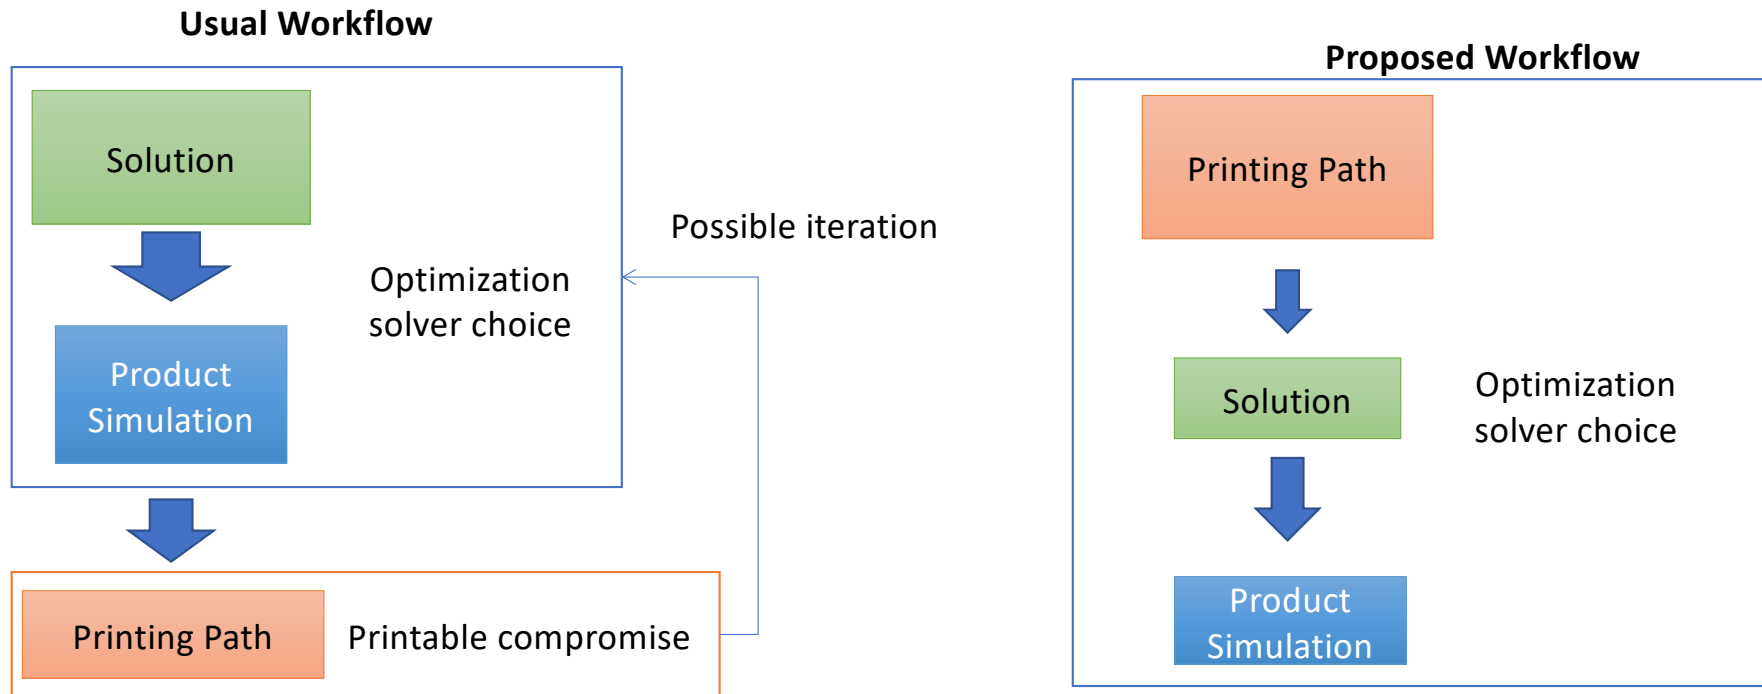 Usual Workflow
Solution
Optimization
solver choice
Product
Simulation
Possible iteration
Printing Path
Printable compromise
Proposed Workflow
Printing Path
Solution
Optimization
solver choice
Product
Simulation